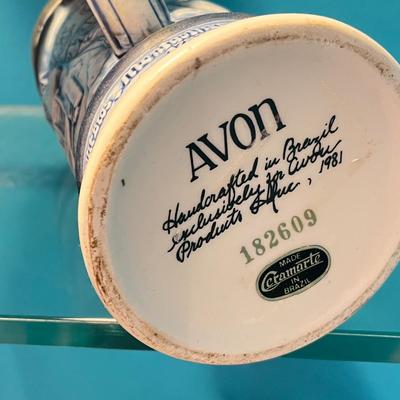 AVON
Handcrafted in Brazil
exclusively for Avon
Products Inc., 1981
182609
MADE
Ceramarte
IN
BRAZIL